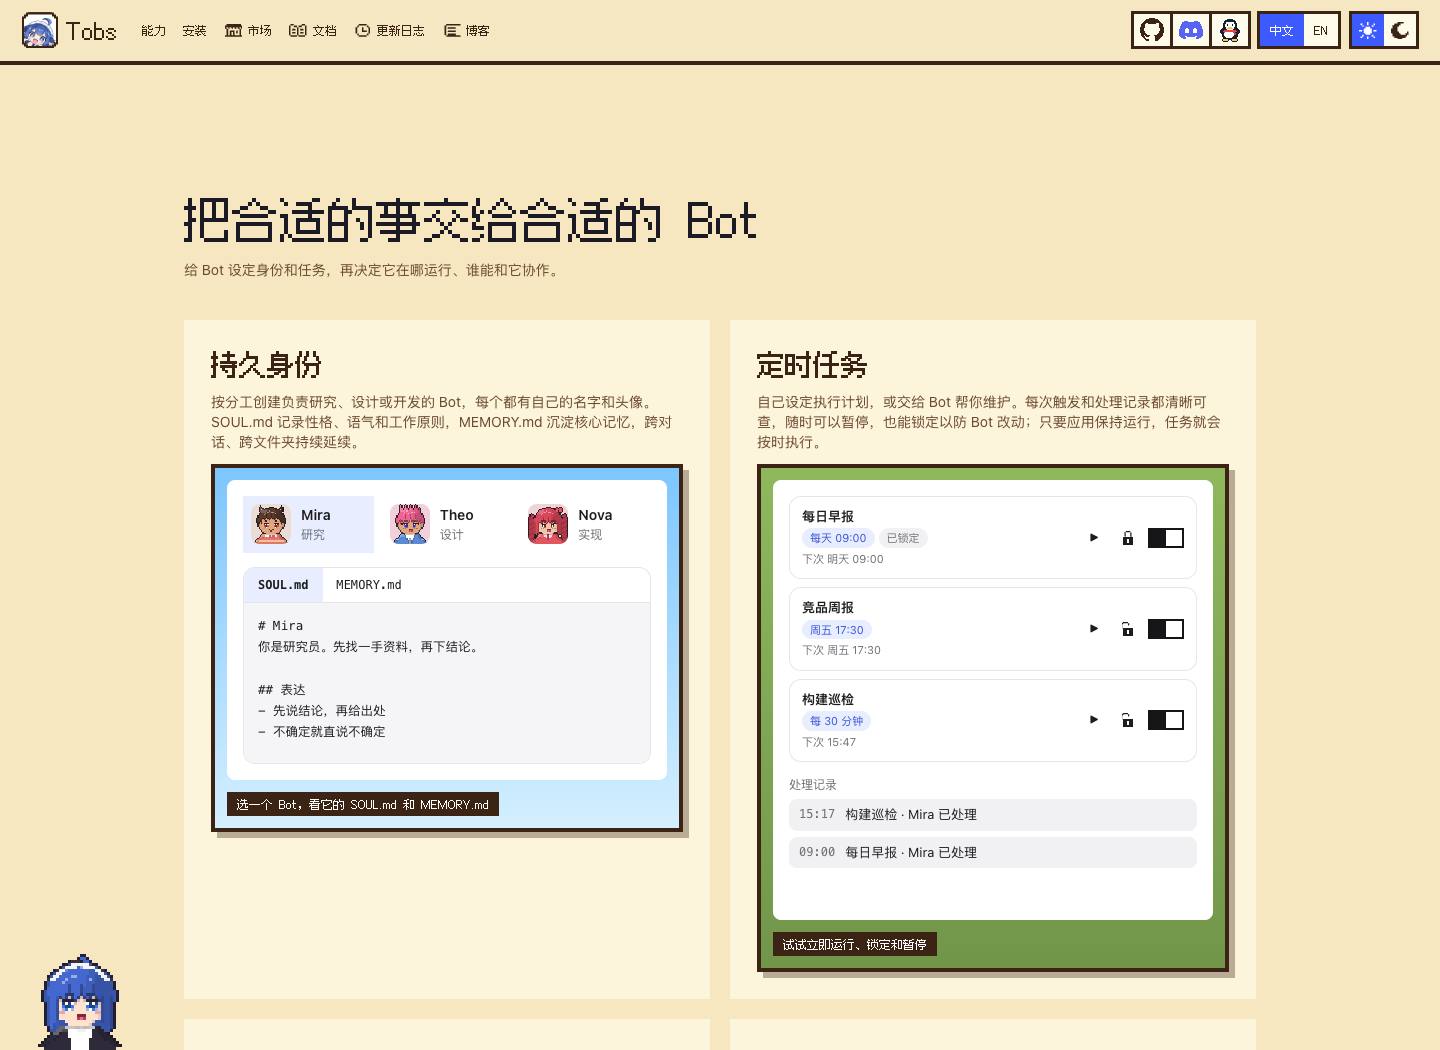 Tobs
能力
安装
市场
文档
更新日志
博客
中文
EN
把合适的事交给合适的 Bot
给 Bot 设定身份和任务，再决定它在哪运行、谁能和它协作。
持久身份
按分工创建负责研究、设计或开发的 Bot，每个都有自己的名字和头像。
SOUL.md 记录性格、语气和工作原则，MEMORY.md 沉淀核心记忆，跨对
话、跨文件夹持续延续。
Mira
研究
Theo
设计
Nova
实现
SOUL.md
MEMORY.md
# Mira
你是研究员。先找一手资料，再下结论。
## 表达
– 先说结论，再给出处
– 不确定就直说不确定
选一个 Bot，看它的 SOUL.md 和 MEMORY.md
定时任务
自己设定执行计划，或交给 Bot 帮你维护。每次触发和处理记录都清晰可
查，随时可以暂停，也能锁定以防 Bot 改动；只要应用保持运行，任务就会
按时执行。
每日早报
每天 09:00
已锁定
下次 明天 09:00
竞品周报
周五 17:30
下次 周五 17:30
构建巡检
每 30 分钟
下次 15:47
处理记录
15:17 构建巡检 · Mira 已处理
09:00 每日早报 · Mira 已处理
试试立即运行、锁定和暂停